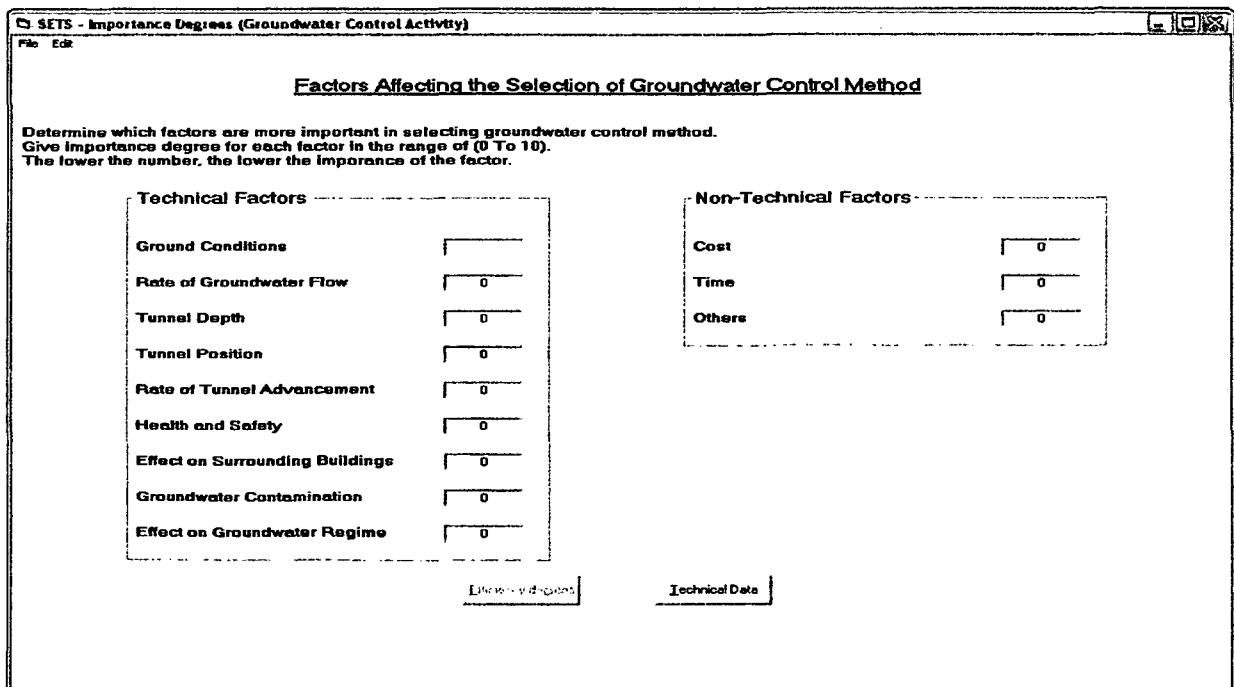 SETS - Importance Degrees (Groundwater Control Activity)
File Edit
Factors Affecting the Selection of Groundwater Control Method
Determine which factors are more important in selecting groundwater control method.
Give importance degree for each factor in the range of (0 To 10).
The lower the number, the lower the imporance of the factor.
Technical Factors
Ground Conditions
Rate of Groundwater Flow 0
Tunnel Depth 0
Tunnel Position 0
Rate of Tunnel Advancement 0
Health and Safety 0
Effect on Surrounding Buildings 0
Groundwater Contamination 0
Effect on Groundwater Regime 0
Non-Technical Factors
Cost 0
Time 0
Others 0
Technical Data